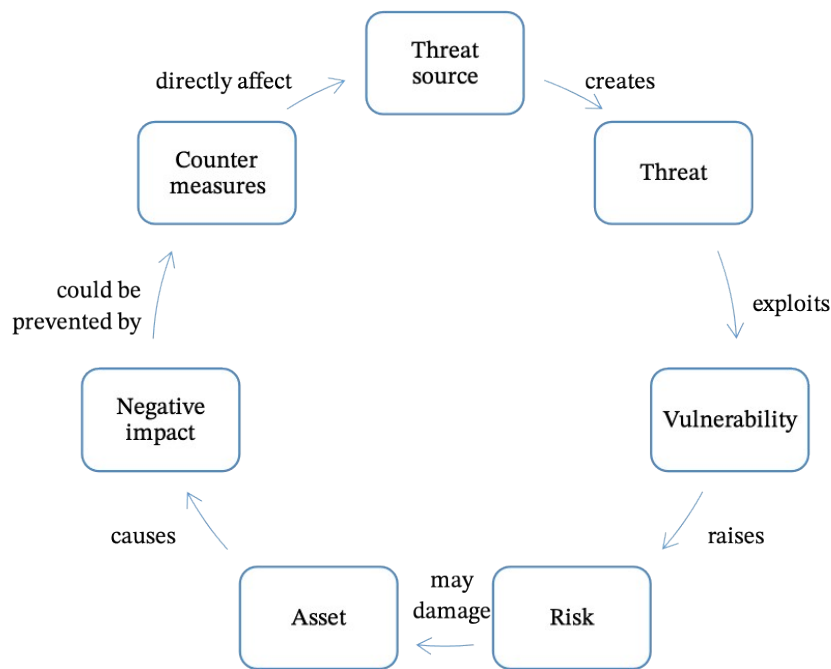 Threat
source
creates
Threat
exploits
Vulnerability
raises
Risk
may
damage
Asset
causes
Negative
impact
could be
prevented by
Counter
measures
directly affect